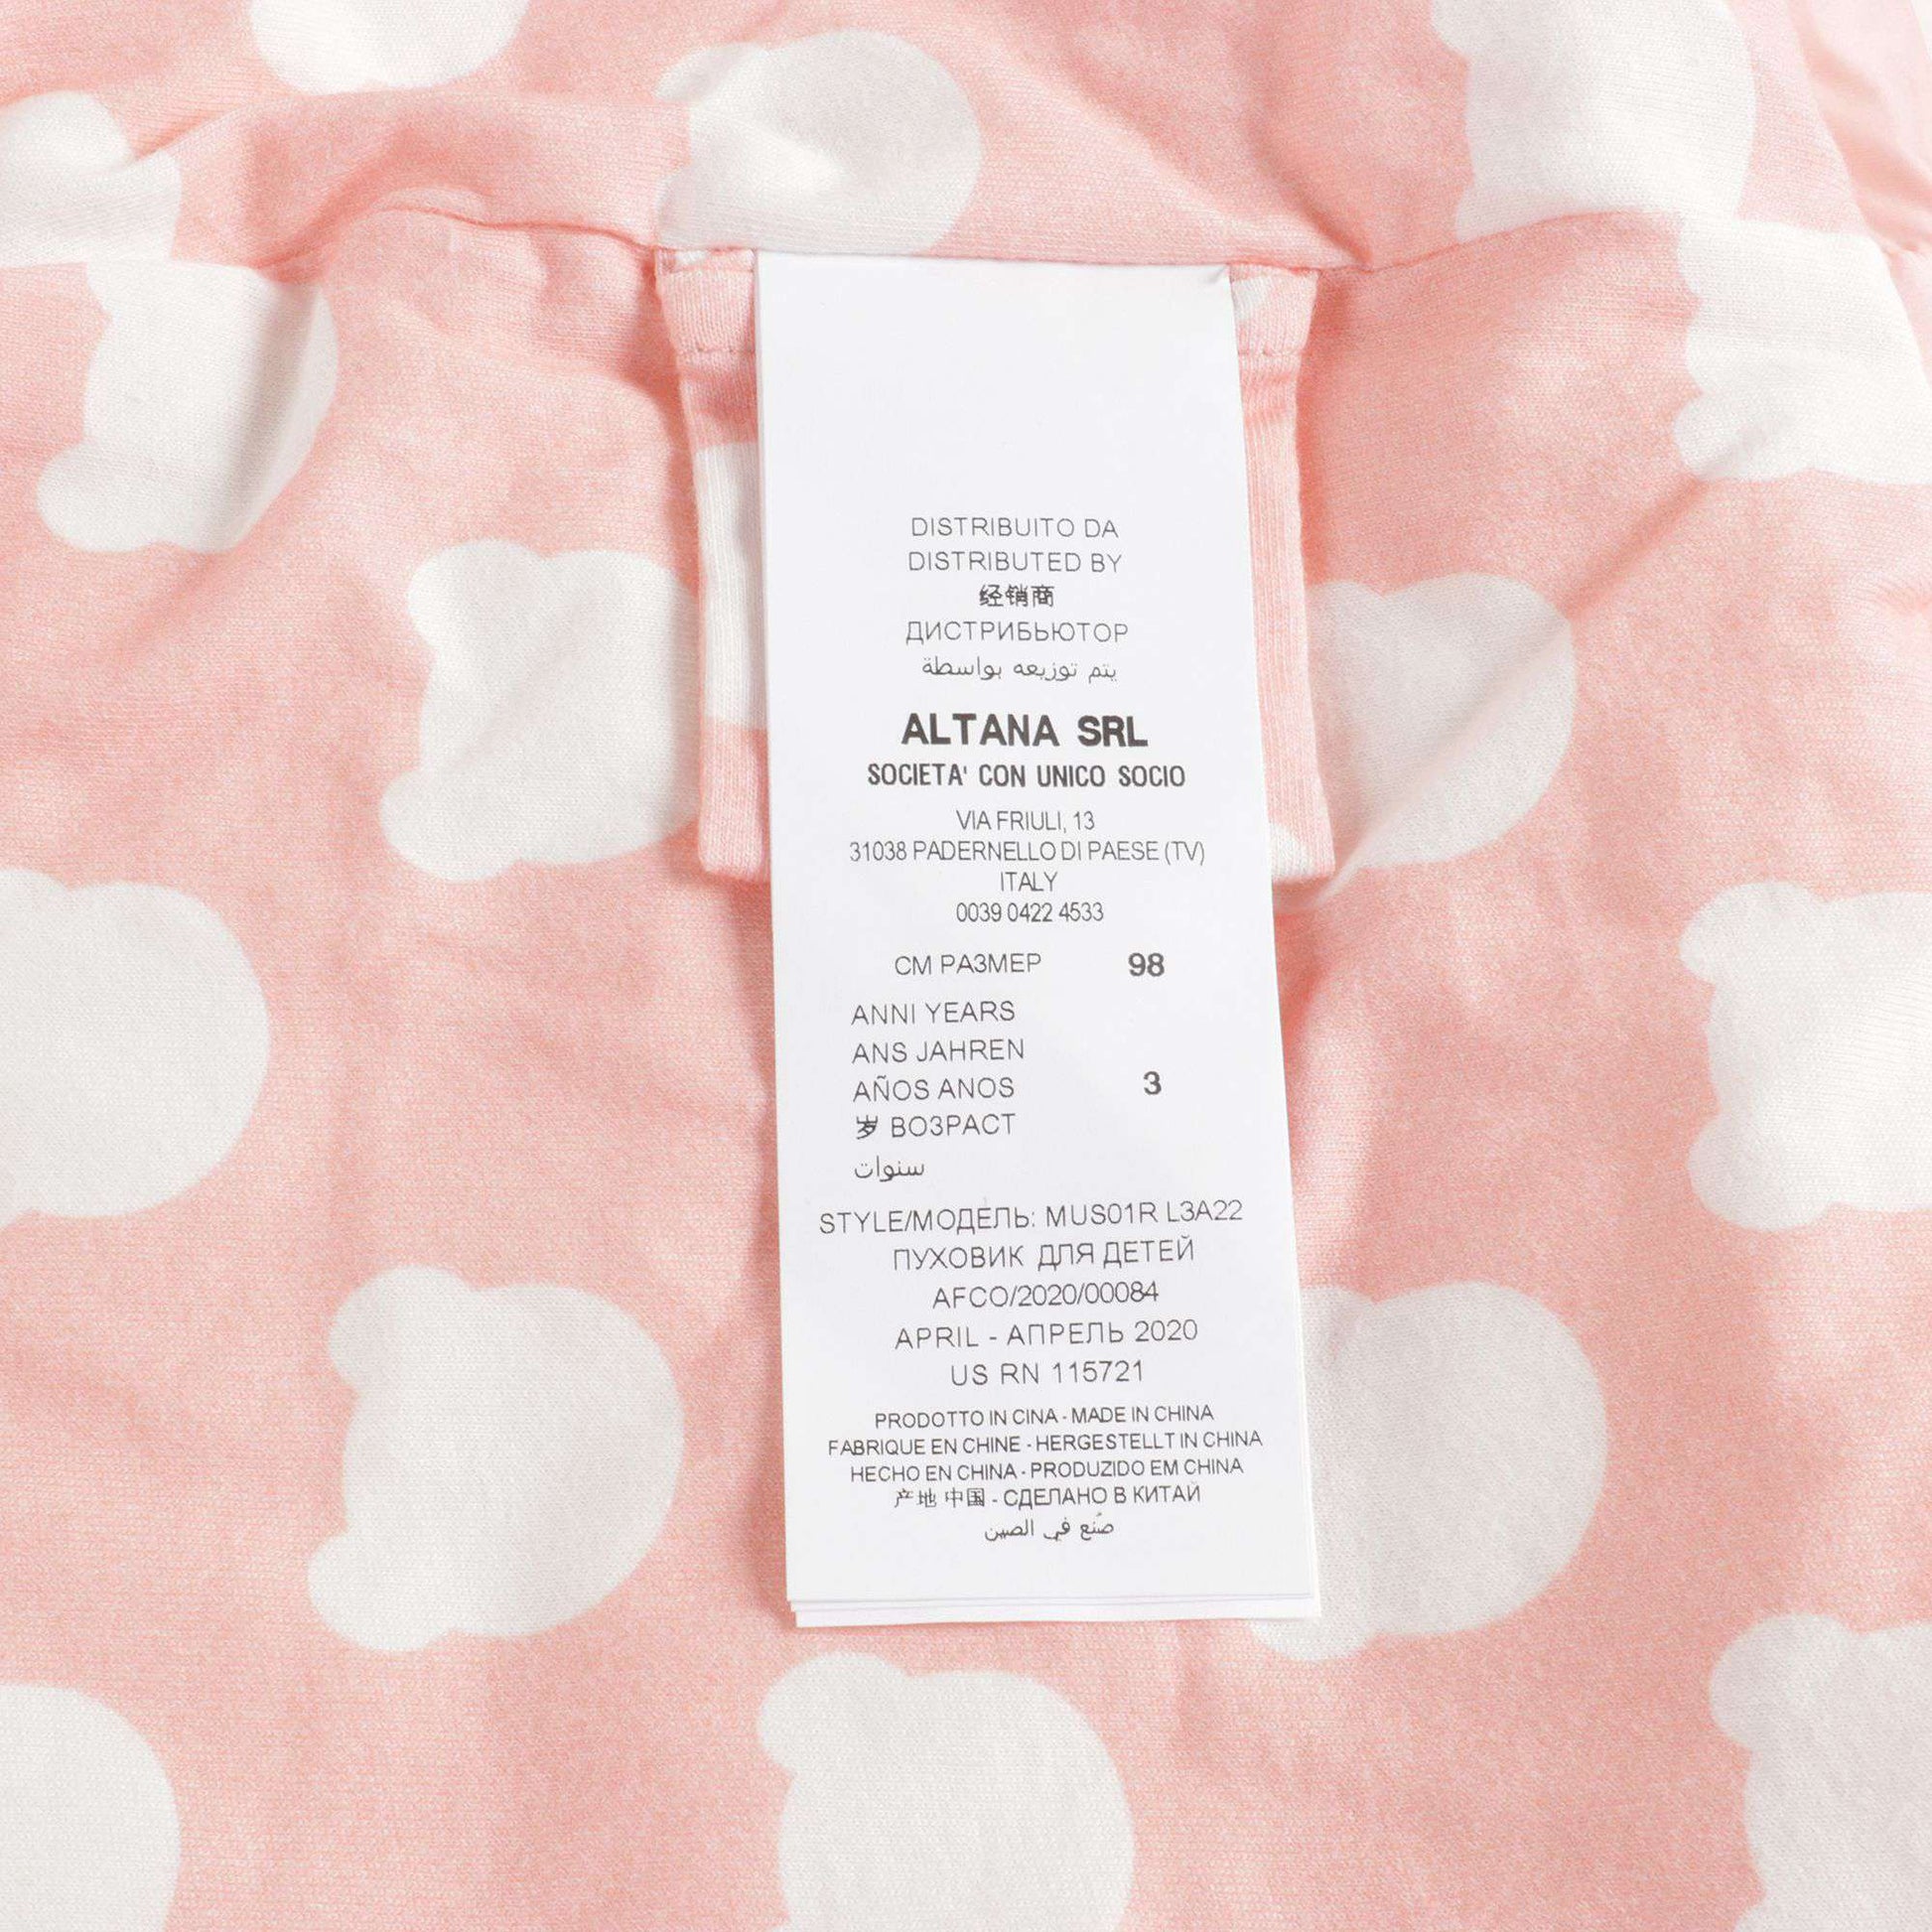 DISTRIBUITO DA
DISTRIBUTED BY
经销商
ДИСТРИБЬЮТОР
يتم توزيعه بواسطة
ALTANA SRL
SOCIETA' CON UNICO SOCIO
VIA FRIULI, 13
31038 PADERNELLO DI PAESE (TV)
ITALY
0039 0422 4533
CM РАЗМЕР 98
ANNI YEARS
ANS JAHREN
AÑOS ANOS 3
岁 ВОЗРАСТ
سنوات
STYLE/МОДЕЛЬ: MUS01R L3A22
ПУХОВИК ДЛЯ ДЕТЕЙ
AFCO/2020/00084
APRIL - АПРЕЛЬ 2020
US RN 115721
PRODOTTO IN CINA - MADE IN CHINA
FABRIQUE EN CHINE - HERGESTELLT IN CHINA
HECHO EN CHINA - PRODUZIDO EM CHINA
产地 中国 - СДЕЛАНО В КИТАЙ
صُنع في الصين